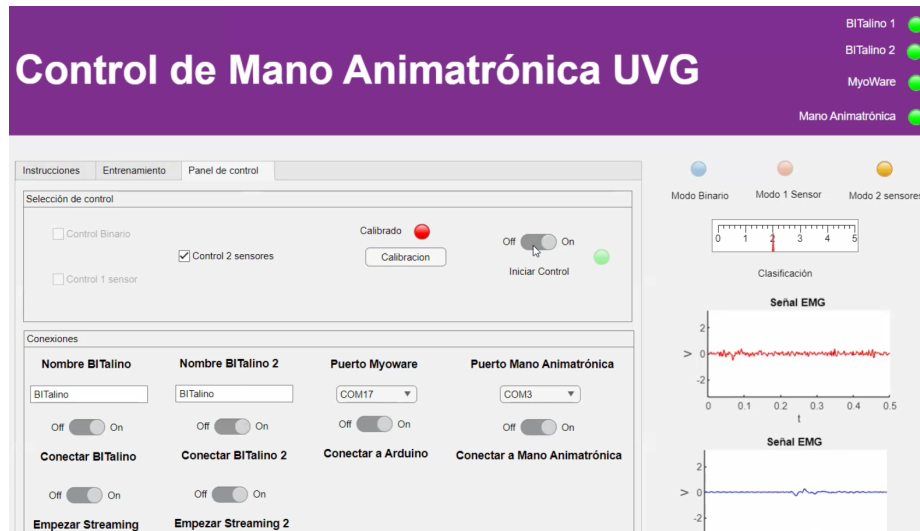 BITalino 1
BITalino 2
Control de Mano Animatrónica UVG
MyoWare
Mano Animatrónica
Instrucciones Entrenamiento Panel de control
Selección de control
Control Binario
Control 2 sensores
Control 1 sensor
Calibrado
Calibracion
Off On
Iniciar Control
Modo Binario Modo 1 Sensor Modo 2 sensores
0 1 2 3 4 5
Clasificación
Señal EMG
2
V 0
-2
0 0.1 0.2 0.3 0.4 0.5
t
Conexiones
Nombre BITalino Nombre BITalino 2 Puerto Myoware Puerto Mano Animatrónica
BITalino BITalino COM17 COM3
Off On Off On Off On Off On
Conectar BITalino Conectar BITalino 2 Conectar a Arduino Conectar a Mano Animatrónica
Off On Off On
Empezar Streaming Empezar Streaming 2
Señal EMG
2
V 0
-2